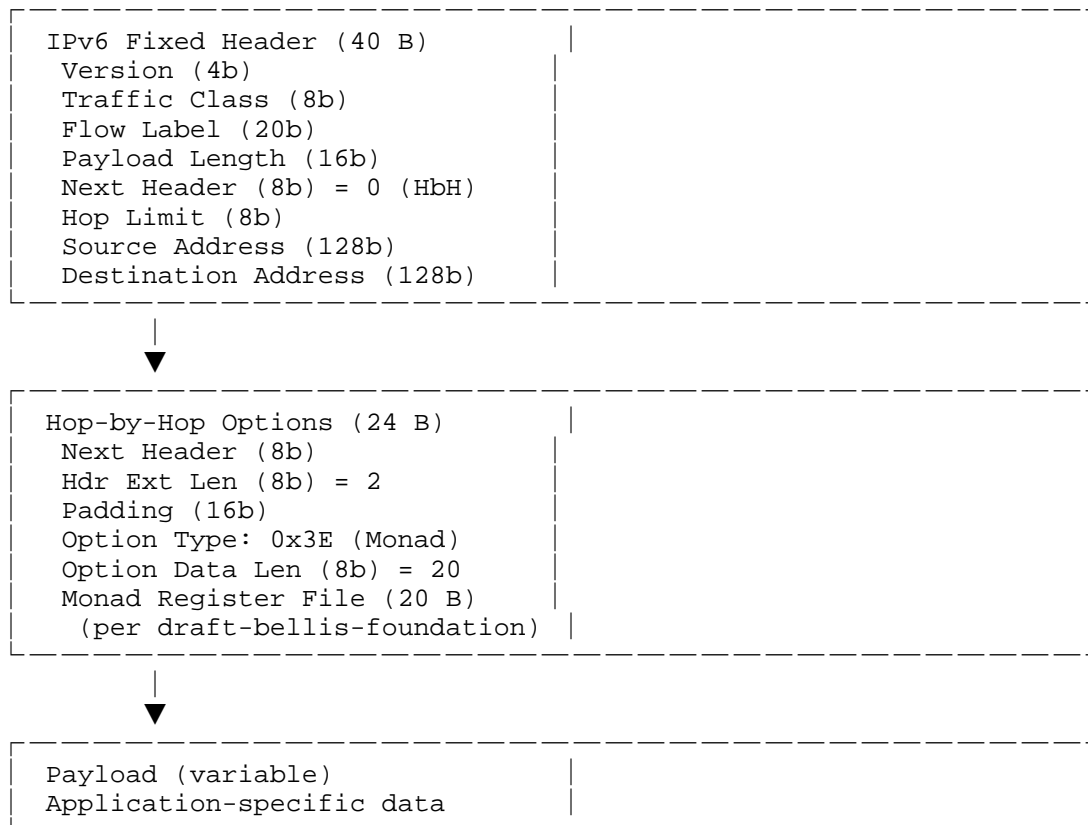 IPv6 Fixed Header (40 B)
Version (4b)
Traffic Class (8b)
Flow Label (20b)
Payload Length (16b)
Next Header (8b) = 0 (HbH)
Hop Limit (8b)
Source Address (128b)
Destination Address (128b)
Hop-by-Hop Options (24 B)
Next Header (8b)
Hdr Ext Len (8b) = 2
Padding (16b)
Option Type: 0x3E (Monad)
Option Data Len (8b) = 20
Monad Register File (20 B)
(per draft-bellis-foundation)
Payload (variable)
Application-specific data